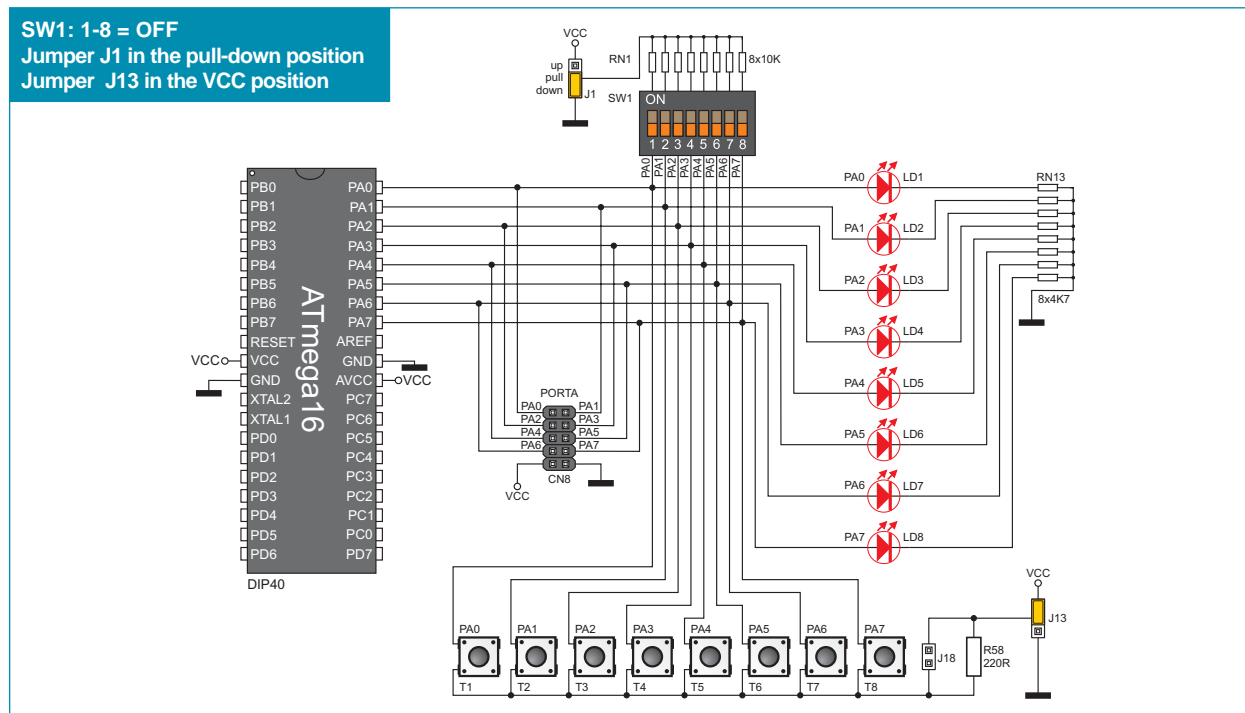 SW1: 1-8 = OFF
Jumper J1 in the pull-down position
Jumper J13 in the VCC position
VCC
up
pull
down
J1
RN1
8x10K
SW1
ON
1 2 3 4 5 6 7 8
PA0 PA1 PA2 PA3 PA4 PA5 PA6 PA7
PB0 PA0
PB1 PA1
PB2 PA2
PB3 PA3
PB4 PA4
PB5 PA5
PB6 PA6
PB7 PA7
RESET AREF
VCC VCC GND
GND AVCC VCC
XTAL2 PC7
XTAL1 PC6
PD0 PC5
PD1 PC4
PD2 PC3
PD3 PC2
PD4 PC1
PD5 PC0
PD6 PD7
ATmega16
DIP40
PORTA
PA0 PA1
PA2 PA3
PA4 PA5
PA6 PA7
CN8
VCC
PA0 LD1
PA1 LD2
PA2 LD3
PA3 LD4
PA4 LD5
PA5 LD6
PA6 LD7
PA7 LD8
RN13
8x4K7
PA0 PA1 PA2 PA3 PA4 PA5 PA6 PA7
T1 T2 T3 T4 T5 T6 T7 T8
J18
R58
220R
VCC
J13